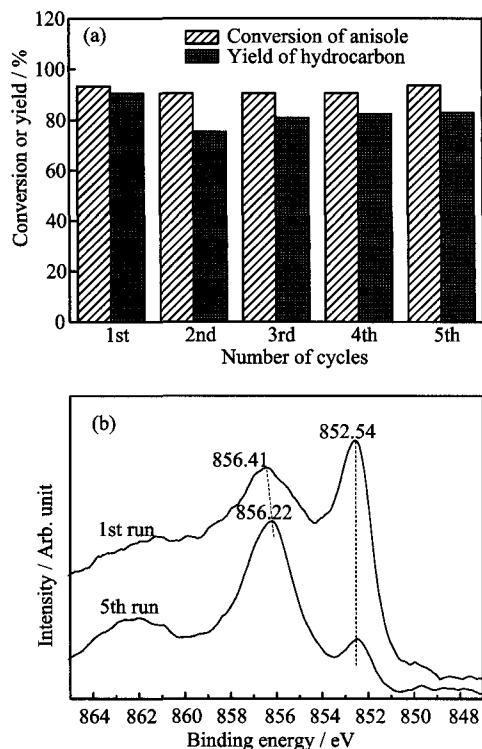 (a)
Conversion of anisole
Yield of hydrocarbon
Conversion or yield / %
120
100
80
60
40
20
0
1st 2nd 3rd 4th 5th
Number of cycles
(b)
852.54
856.41
856.22
1st run
5th run
Intensity / Arb. unit
864 862 860 858 856 854 852 850 848
Binding energy / eV